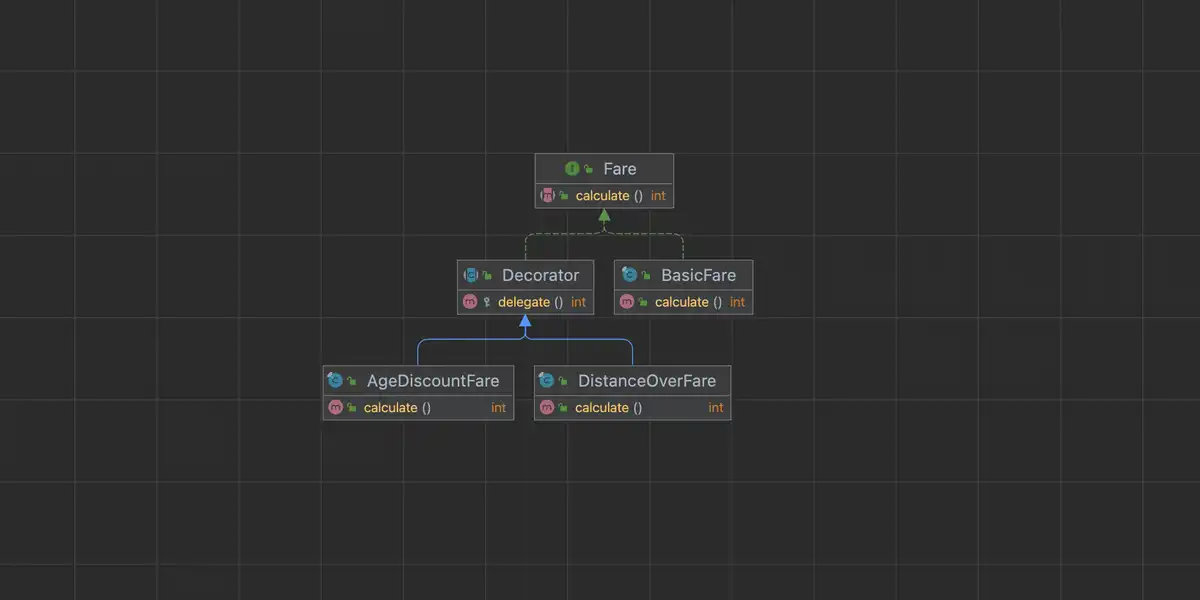 Fare
calculate () int
Decorator
delegate () int
BasicFare
calculate () int
AgeDiscountFare
calculate () int
DistanceOverFare
calculate () int